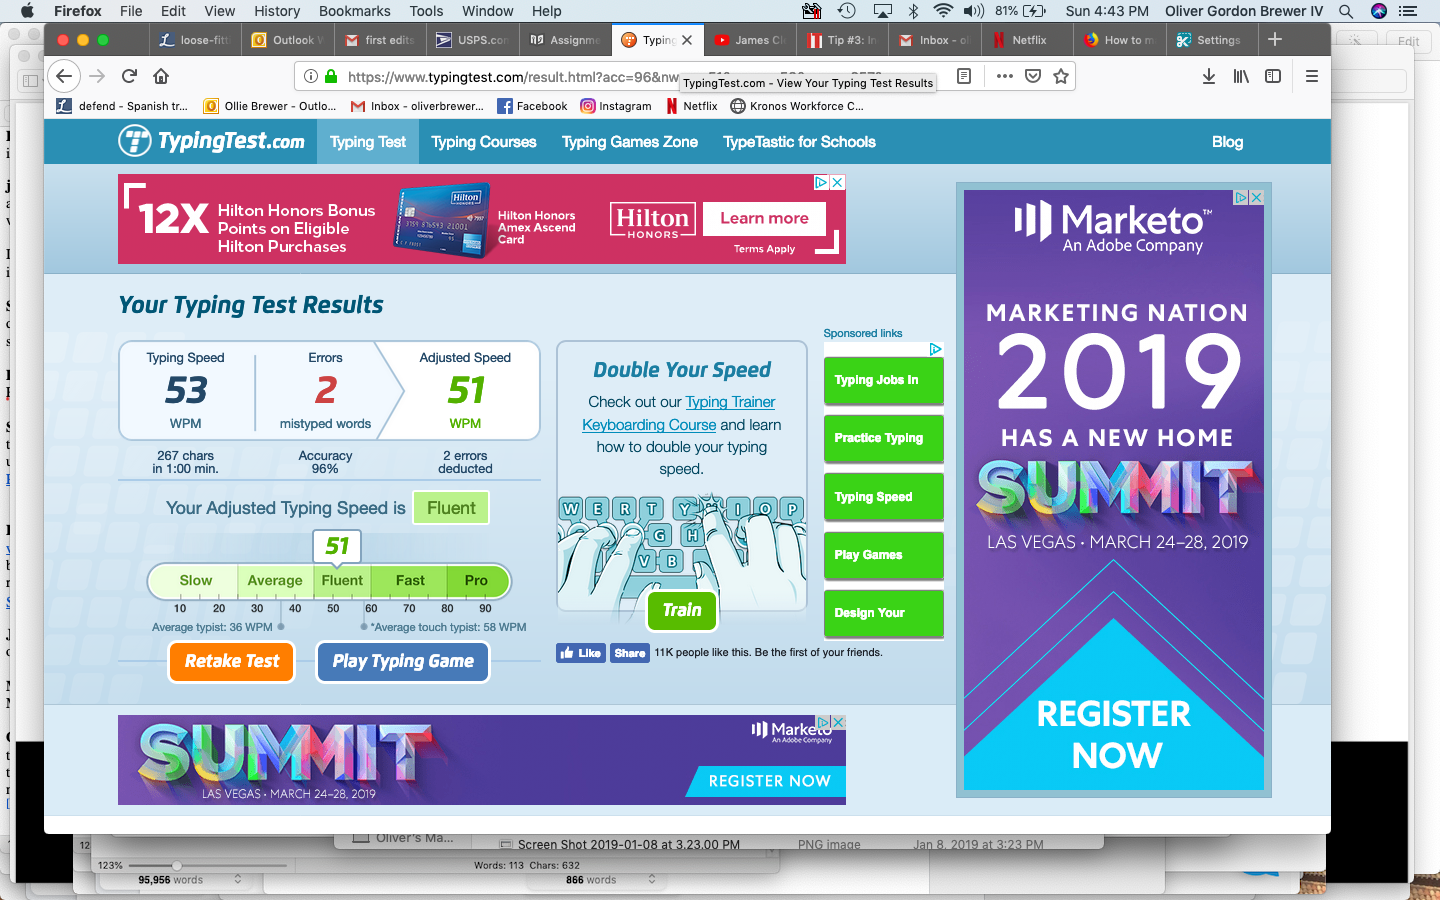 Firefox File Edit View History Bookmarks Tools Window Help 81% Sun 4:43 PM Oliver Gordon Brewer IV
loose-fitt Outlook first edits USPS.con Assignme Typing James Cl Tip #3: In Inbox - ol Netflix How to m Settings
https://www.typingtest.com/result.html?acc=96&nw
TypingTest.com - View Your Typing Test Results
defend - Spanish tr... Ollie Brewer - Outlo... Inbox - oliverbrewer... Facebook Instagram Netflix Kronos Workforce C...
TypingTest.com Typing Test Typing Courses Typing Games Zone TypeTastic for Schools Blog
12X Hilton Honors Bonus
Points on Eligible
Hilton Purchases
Hilton
Hilton Honors
Amex Ascend
Card
Hilton
HONORS
Learn more
Terms Apply
Marketo™
An Adobe Company
MARKETING NATION
2019
HAS A NEW HOME
SUMMIT
LAS VEGAS • MARCH 24–28, 2019
REGISTER
NOW
Your Typing Test Results
Typing Speed Errors Adjusted Speed
53 2 51
WPM mistyped words WPM
267 chars
in 1:00 min.
Accuracy
96%
2 errors
deducted
Your Adjusted Typing Speed is Fluent
51
Slow Average Fluent Fast Pro
10 20 30 40 50 60 70 80 90
Average typist: 36 WPM *Average touch typist: 58 WPM
Retake Test Play Typing Game
Double Your Speed
Check out our Typing Trainer
Keyboarding Course and learn
how to double your typing
speed.
W E R T Y I O P
G H
V B
Train
Like Share 11K people like this. Be the first of your friends.
Sponsored links
Typing Jobs In
Practice Typing
Typing Speed
Play Games
Design Your
SUMMIT
LAS VEGAS • MARCH 24–28, 2019
Marketo
An Adobe Company
REGISTER NOW
Edit
Oliver's Ma... Screen Shot 2019-01-08 at 3.23.00 PM PNG image Jan 8, 2019 at 3:23 PM
123% Words: 113 Chars: 632
95,956 words 866 words